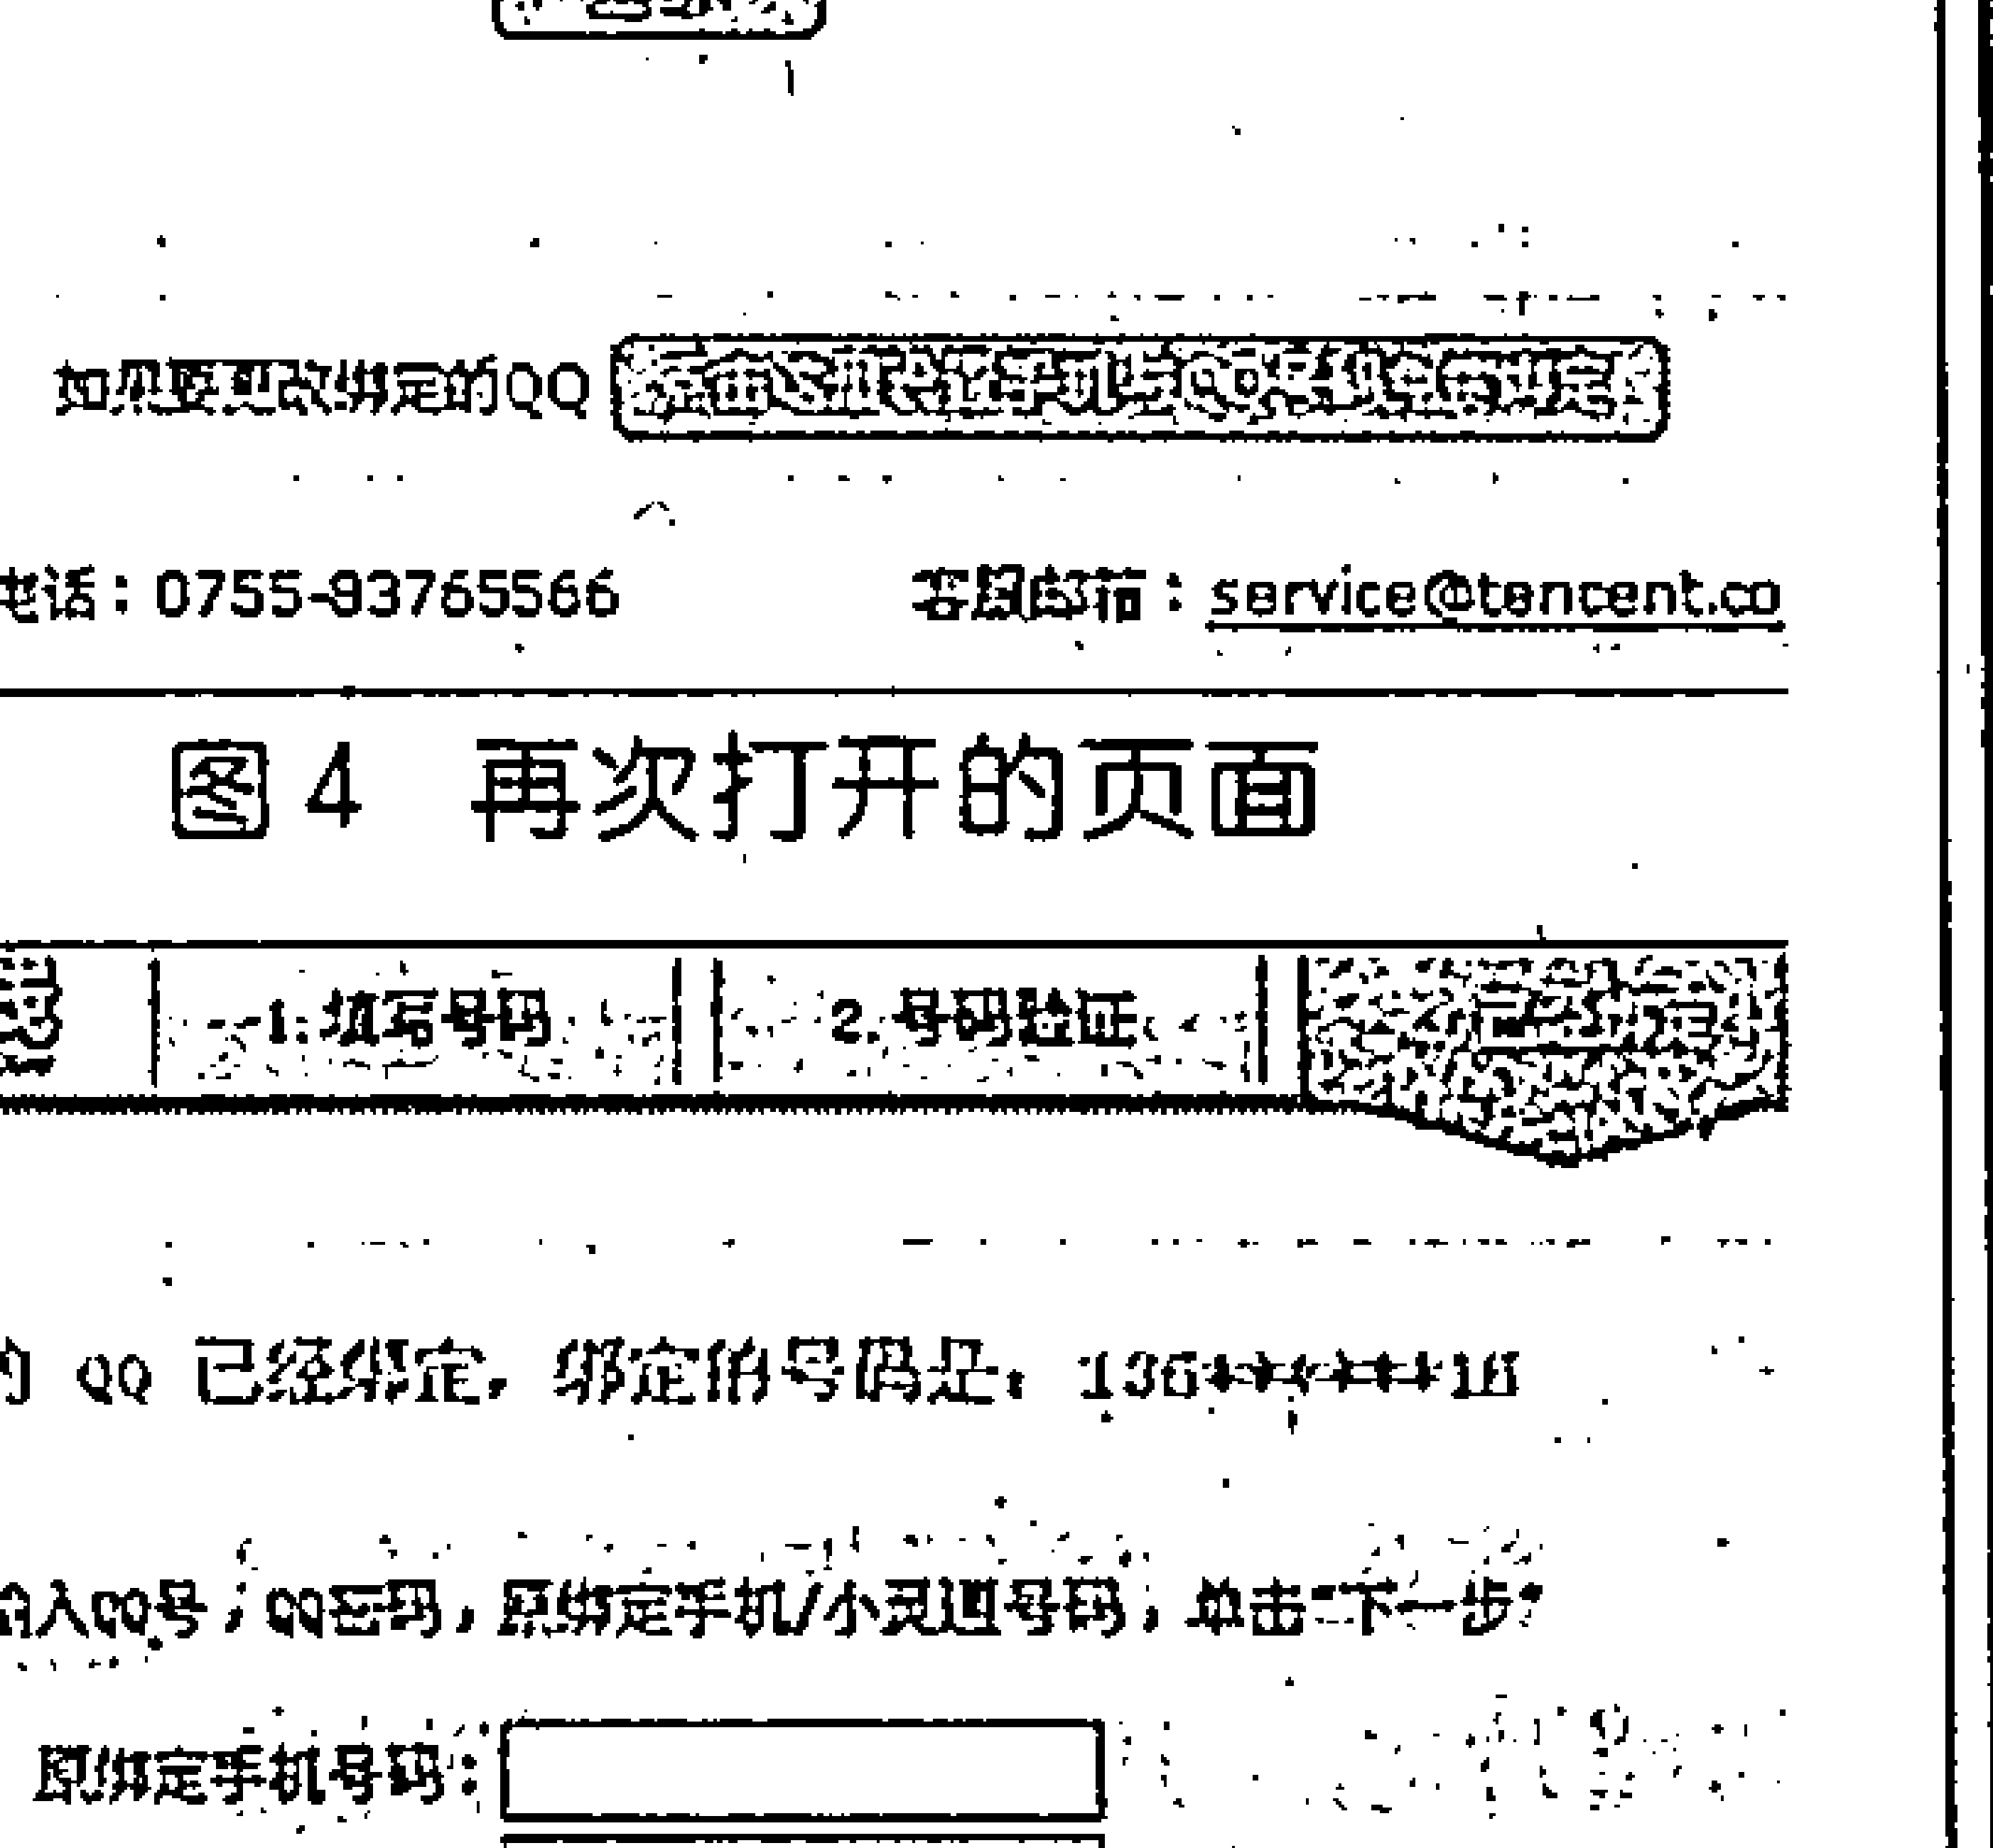 如果要更改绑定的QQ
电话：0755-83765566 客服邮箱：service@tencent.co
图 4 再次打开的页面
1. 填写号码 2. 号码验证
的 QQ 已经绑定，绑定的号码是：136******16
输入QQ号，QQ密码，原绑定手机/小灵通号码，单击“下一步”
原绑定手机号码：